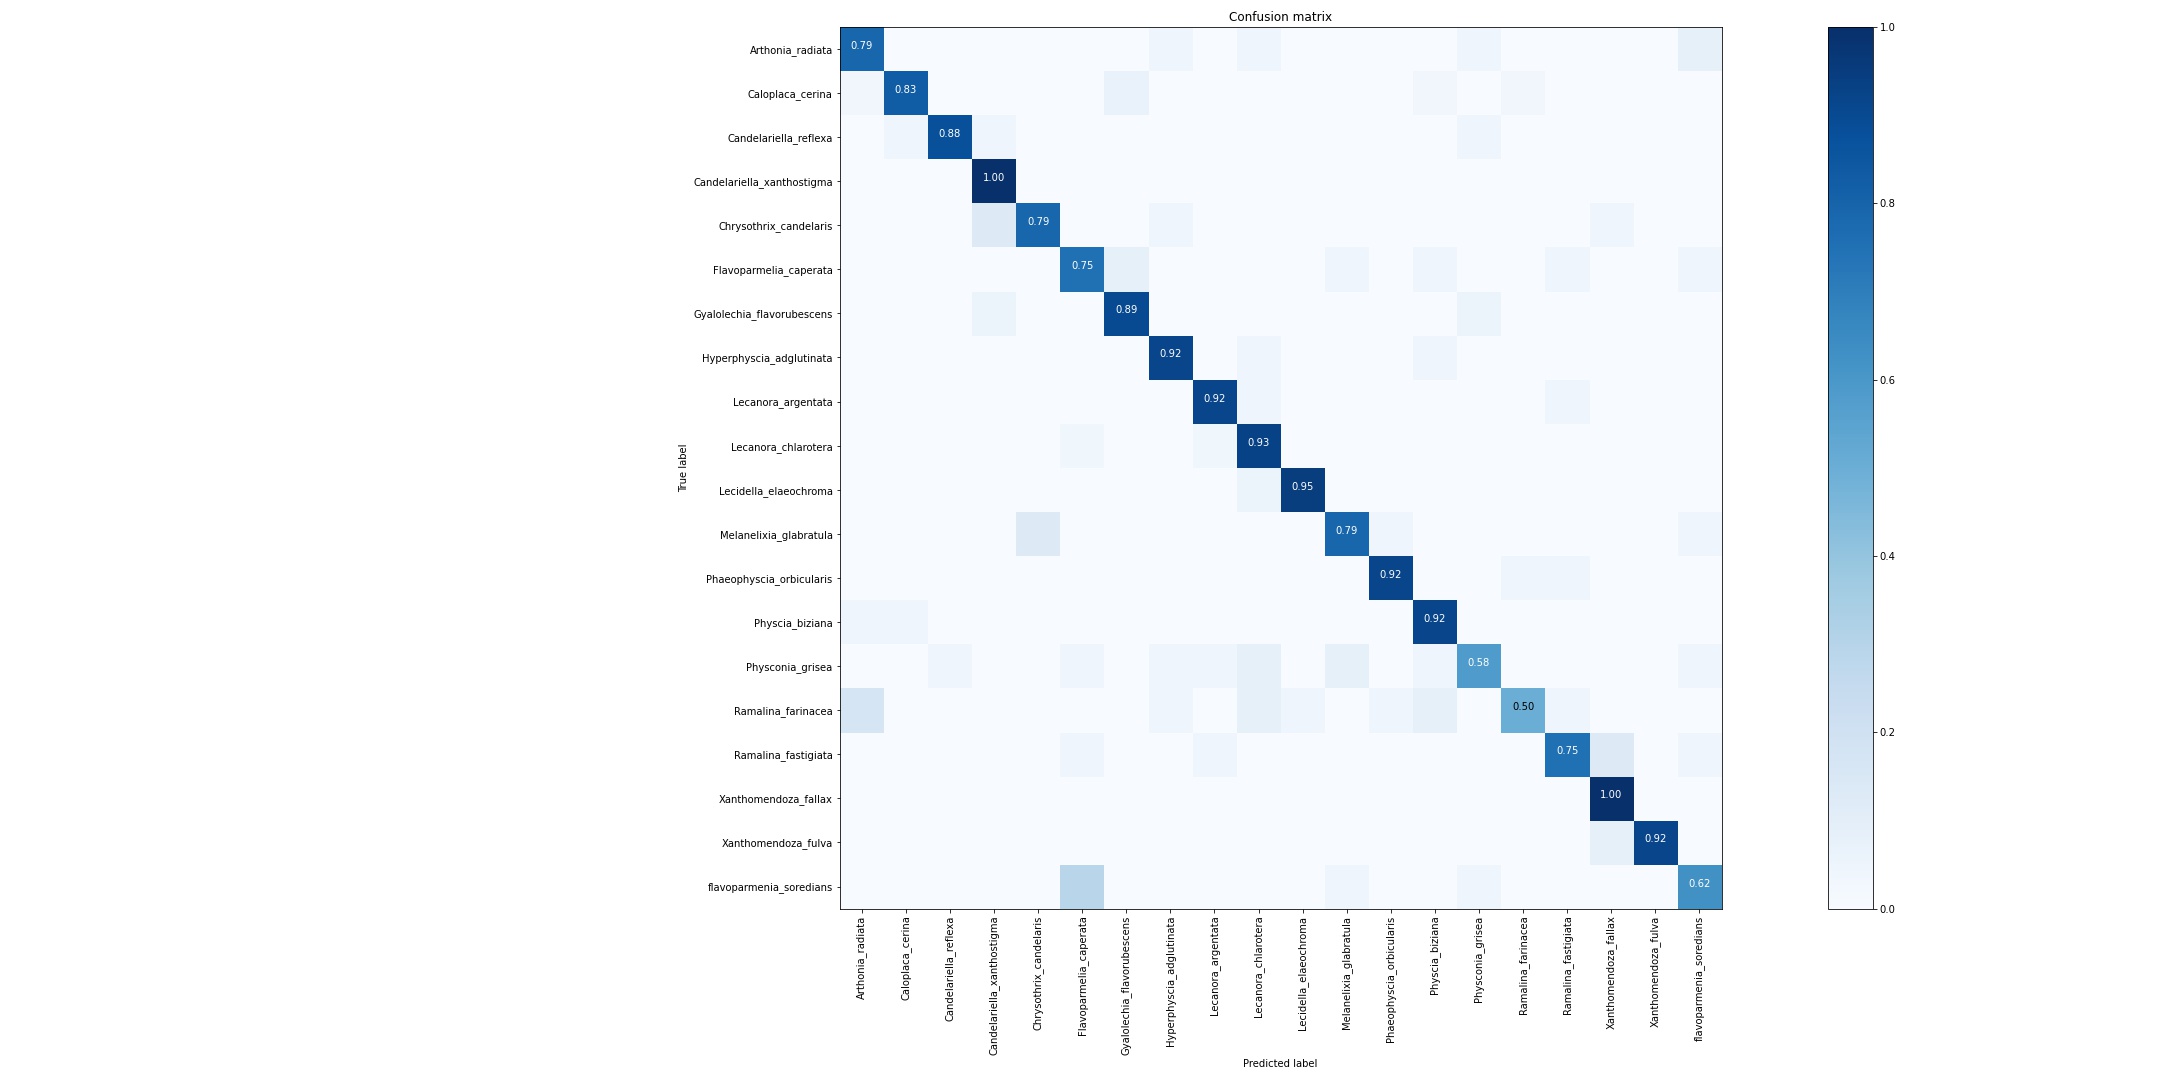 Confusion matrix
Arthonia_radiata 0.79
Caloplaca_cerina 0.83
Candelariella_reflexa 0.88
Candelariella_xanthostigma 1.00
Chrysothrix_candelaris 0.79
Flavoparmelia_caperata 0.75
Gyalolechia_flavorubescens 0.89
Hyperphyscia_adglutinata 0.92
Lecanora_argentata 0.92
Lecanora_chlarotera 0.93
Lecidella_elaeochroma 0.95
Melanelixia_glabratula 0.79
Phaeophyscia_orbicularis 0.92
Physcia_biziana 0.92
Physconia_grisea 0.58
Ramalina_farinacea 0.50
Ramalina_fastigiata 0.75
Xanthomendoza_fallax 1.00
Xanthomendoza_fulva 0.92
flavoparmenia_soredians 0.62
True label
Arthonia_radiata
Caloplaca_cerina
Candelariella_reflexa
Candelariella_xanthostigma
Chrysothrix_candelaris
Flavoparmelia_caperata
Gyalolechia_flavorubescens
Hyperphyscia_adglutinata
Lecanora_argentata
Lecanora_chlarotera
Lecidella_elaeochroma
Melanelixia_glabratula
Phaeophyscia_orbicularis
Physcia_biziana
Physconia_grisea
Ramalina_farinacea
Ramalina_fastigiata
Xanthomendoza_fallax
Xanthomendoza_fulva
flavoparmenia_soredians
Predicted label
1.0
0.8
0.6
0.4
0.2
0.0